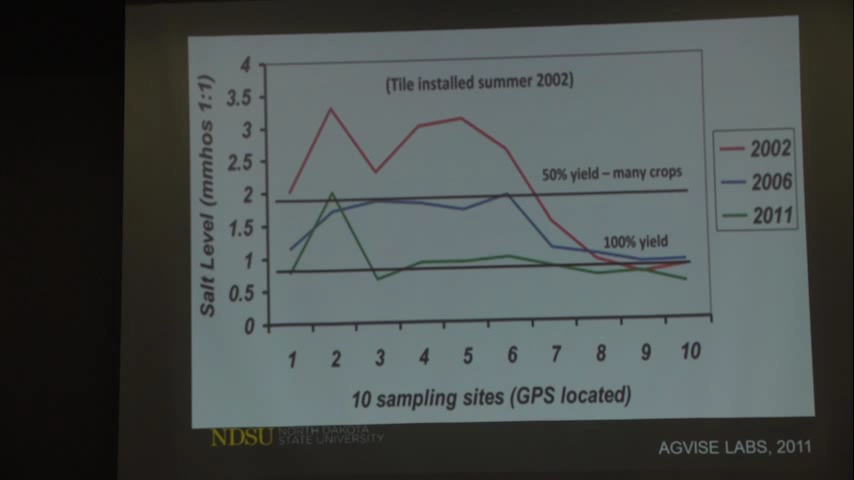 (Tile installed summer 2002)
Salt Level (mmhos 1:1)
4
3.5
3
2.5
2
1.5
1
0.5
0
50% yield – many crops
100% yield
2002
2006
2011
1 2 3 4 5 6 7 8 9 10
10 sampling sites (GPS located)
NDSU NORTH DAKOTA
STATE UNIVERSITY
AGVISE LABS, 2011